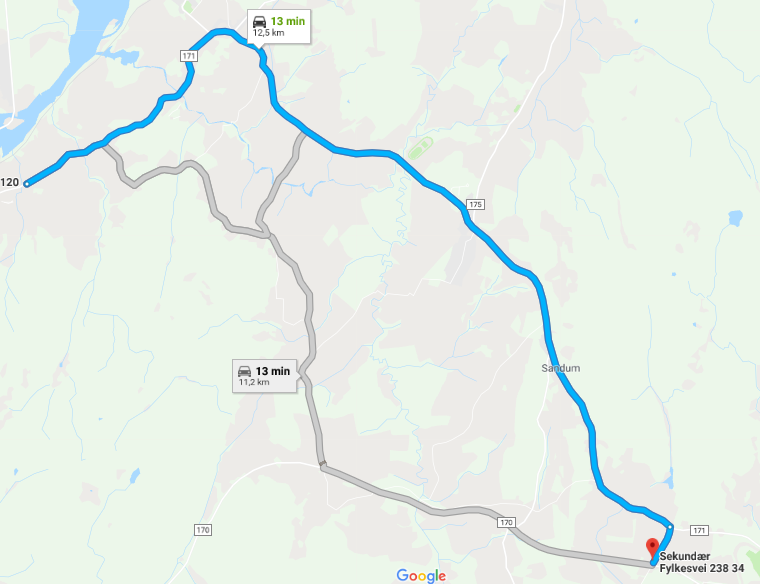 13 min
12,5 km
171
120
175
Sandum
13 min
11,2 km
170
170
171
Sekundær
Fylkesvei 238 34
Google